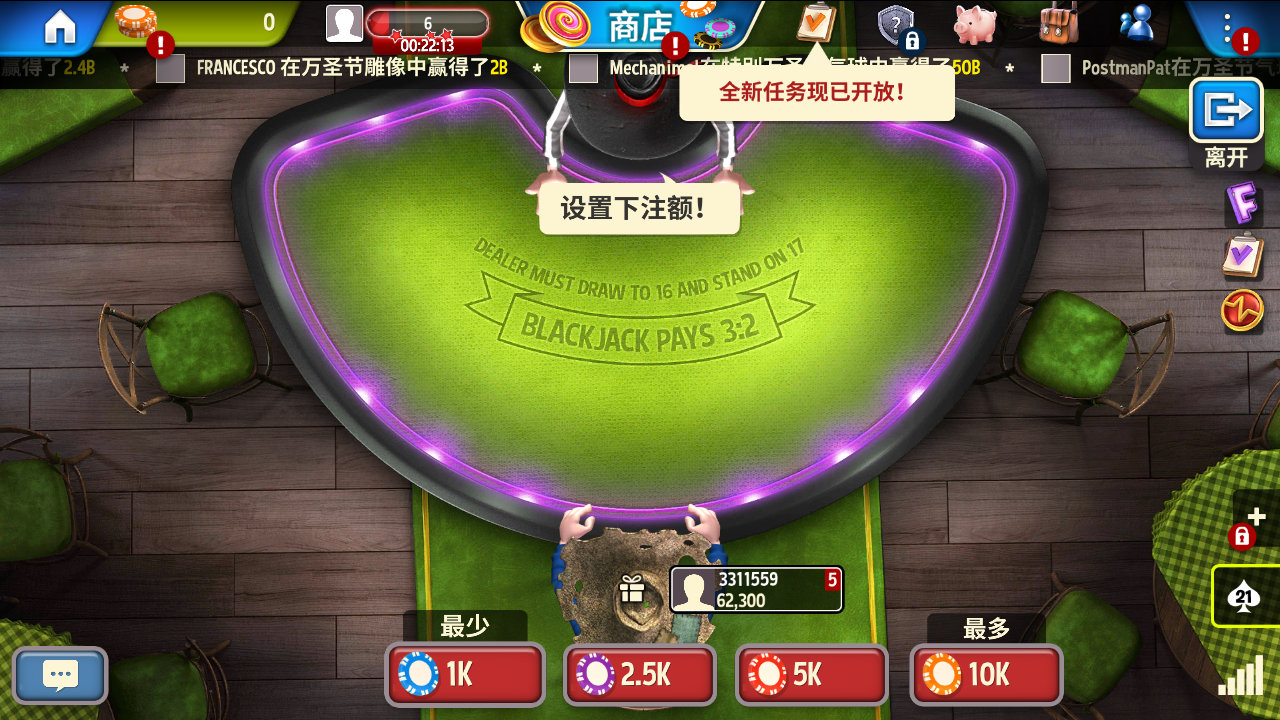 0
6
00:22:13
商店
赢得了2.4B
*
FRANCESCO 在万圣节雕像中赢得了2B
*
*
PostmanPat在万圣节气
全新任务现已开放！
离开
设置下注额！
DEALER MUST DRAW TO 16 AND STAND ON 17
BLACKJACK PAYS 3:2
3311559
5
62,300
21
最少
最多
1K
2.5K
5K
10K